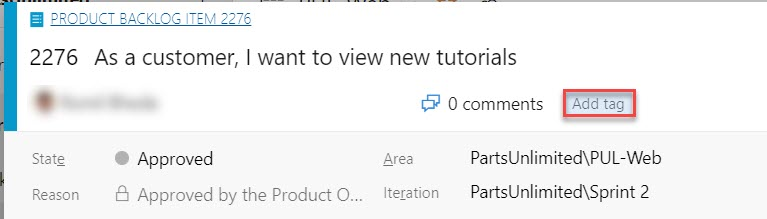 PRODUCT BACKLOG ITEM 2276
2276 As a customer, I want to view new tutorials
0 comments Add tag
State Approved Area PartsUnlimited\PUL-Web
Reason Approved by the Product O... Iteration PartsUnlimited\Sprint 2